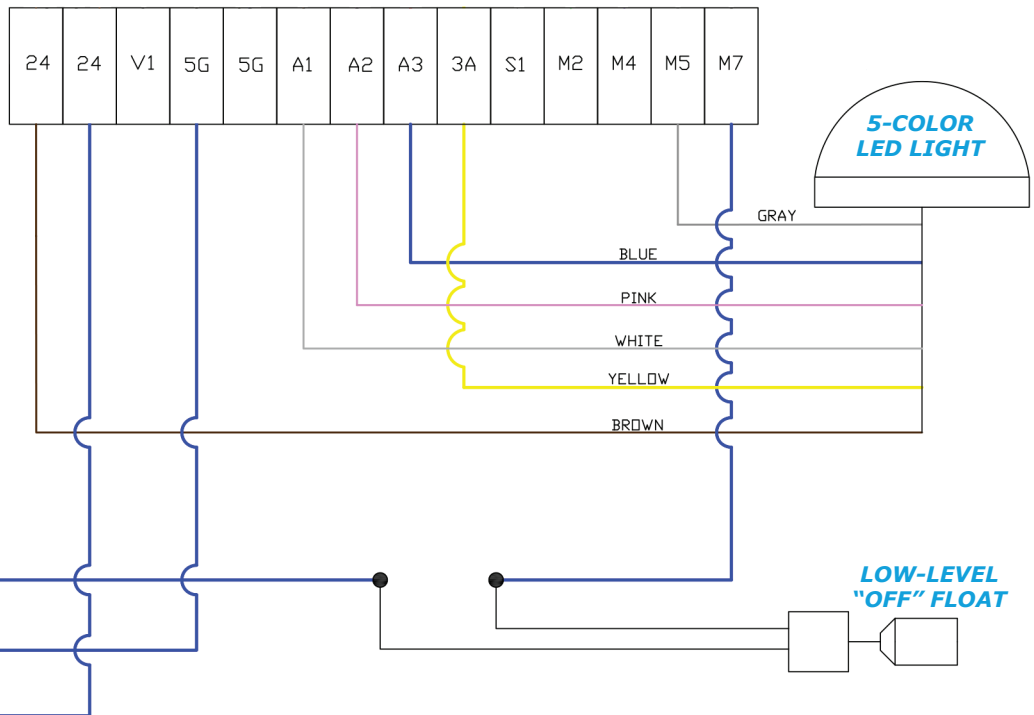 24 24 V1 5G 5G A1 A2 A3 3A S1 M2 M4 M5 M7
5-COLOR
LED LIGHT
GRAY
BLUE
PINK
WHITE
YELLOW
BROWN
LOW-LEVEL
“OFF” FLOAT